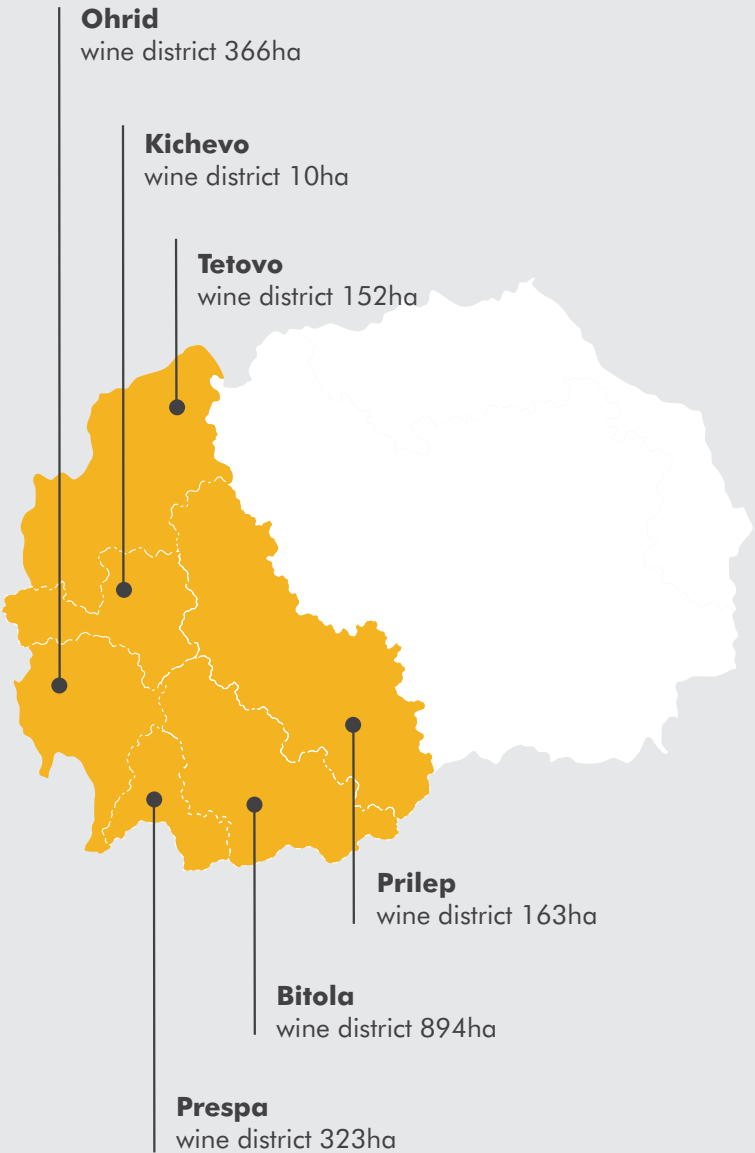 Ohrid
wine district 366ha
Kichevo
wine district 10ha
Tetovo
wine district 152ha
Prilep
wine district 163ha
Bitola
wine district 894ha
Prespa
wine district 323ha